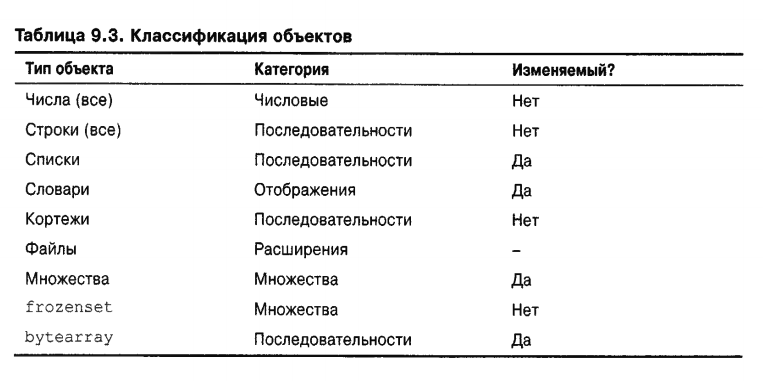 Таблица 9.3. Классификация объектов
Тип объекта Категория Изменяемый?
Числа (все) Числовые Нет
Строки (все) Последовательности Нет
Списки Последовательности Да
Словари Отображения Да
Кортежи Последовательности Нет
Файлы Расширения –
Множества Множества Да
frozenset Множества Нет
bytearray Последовательности Да